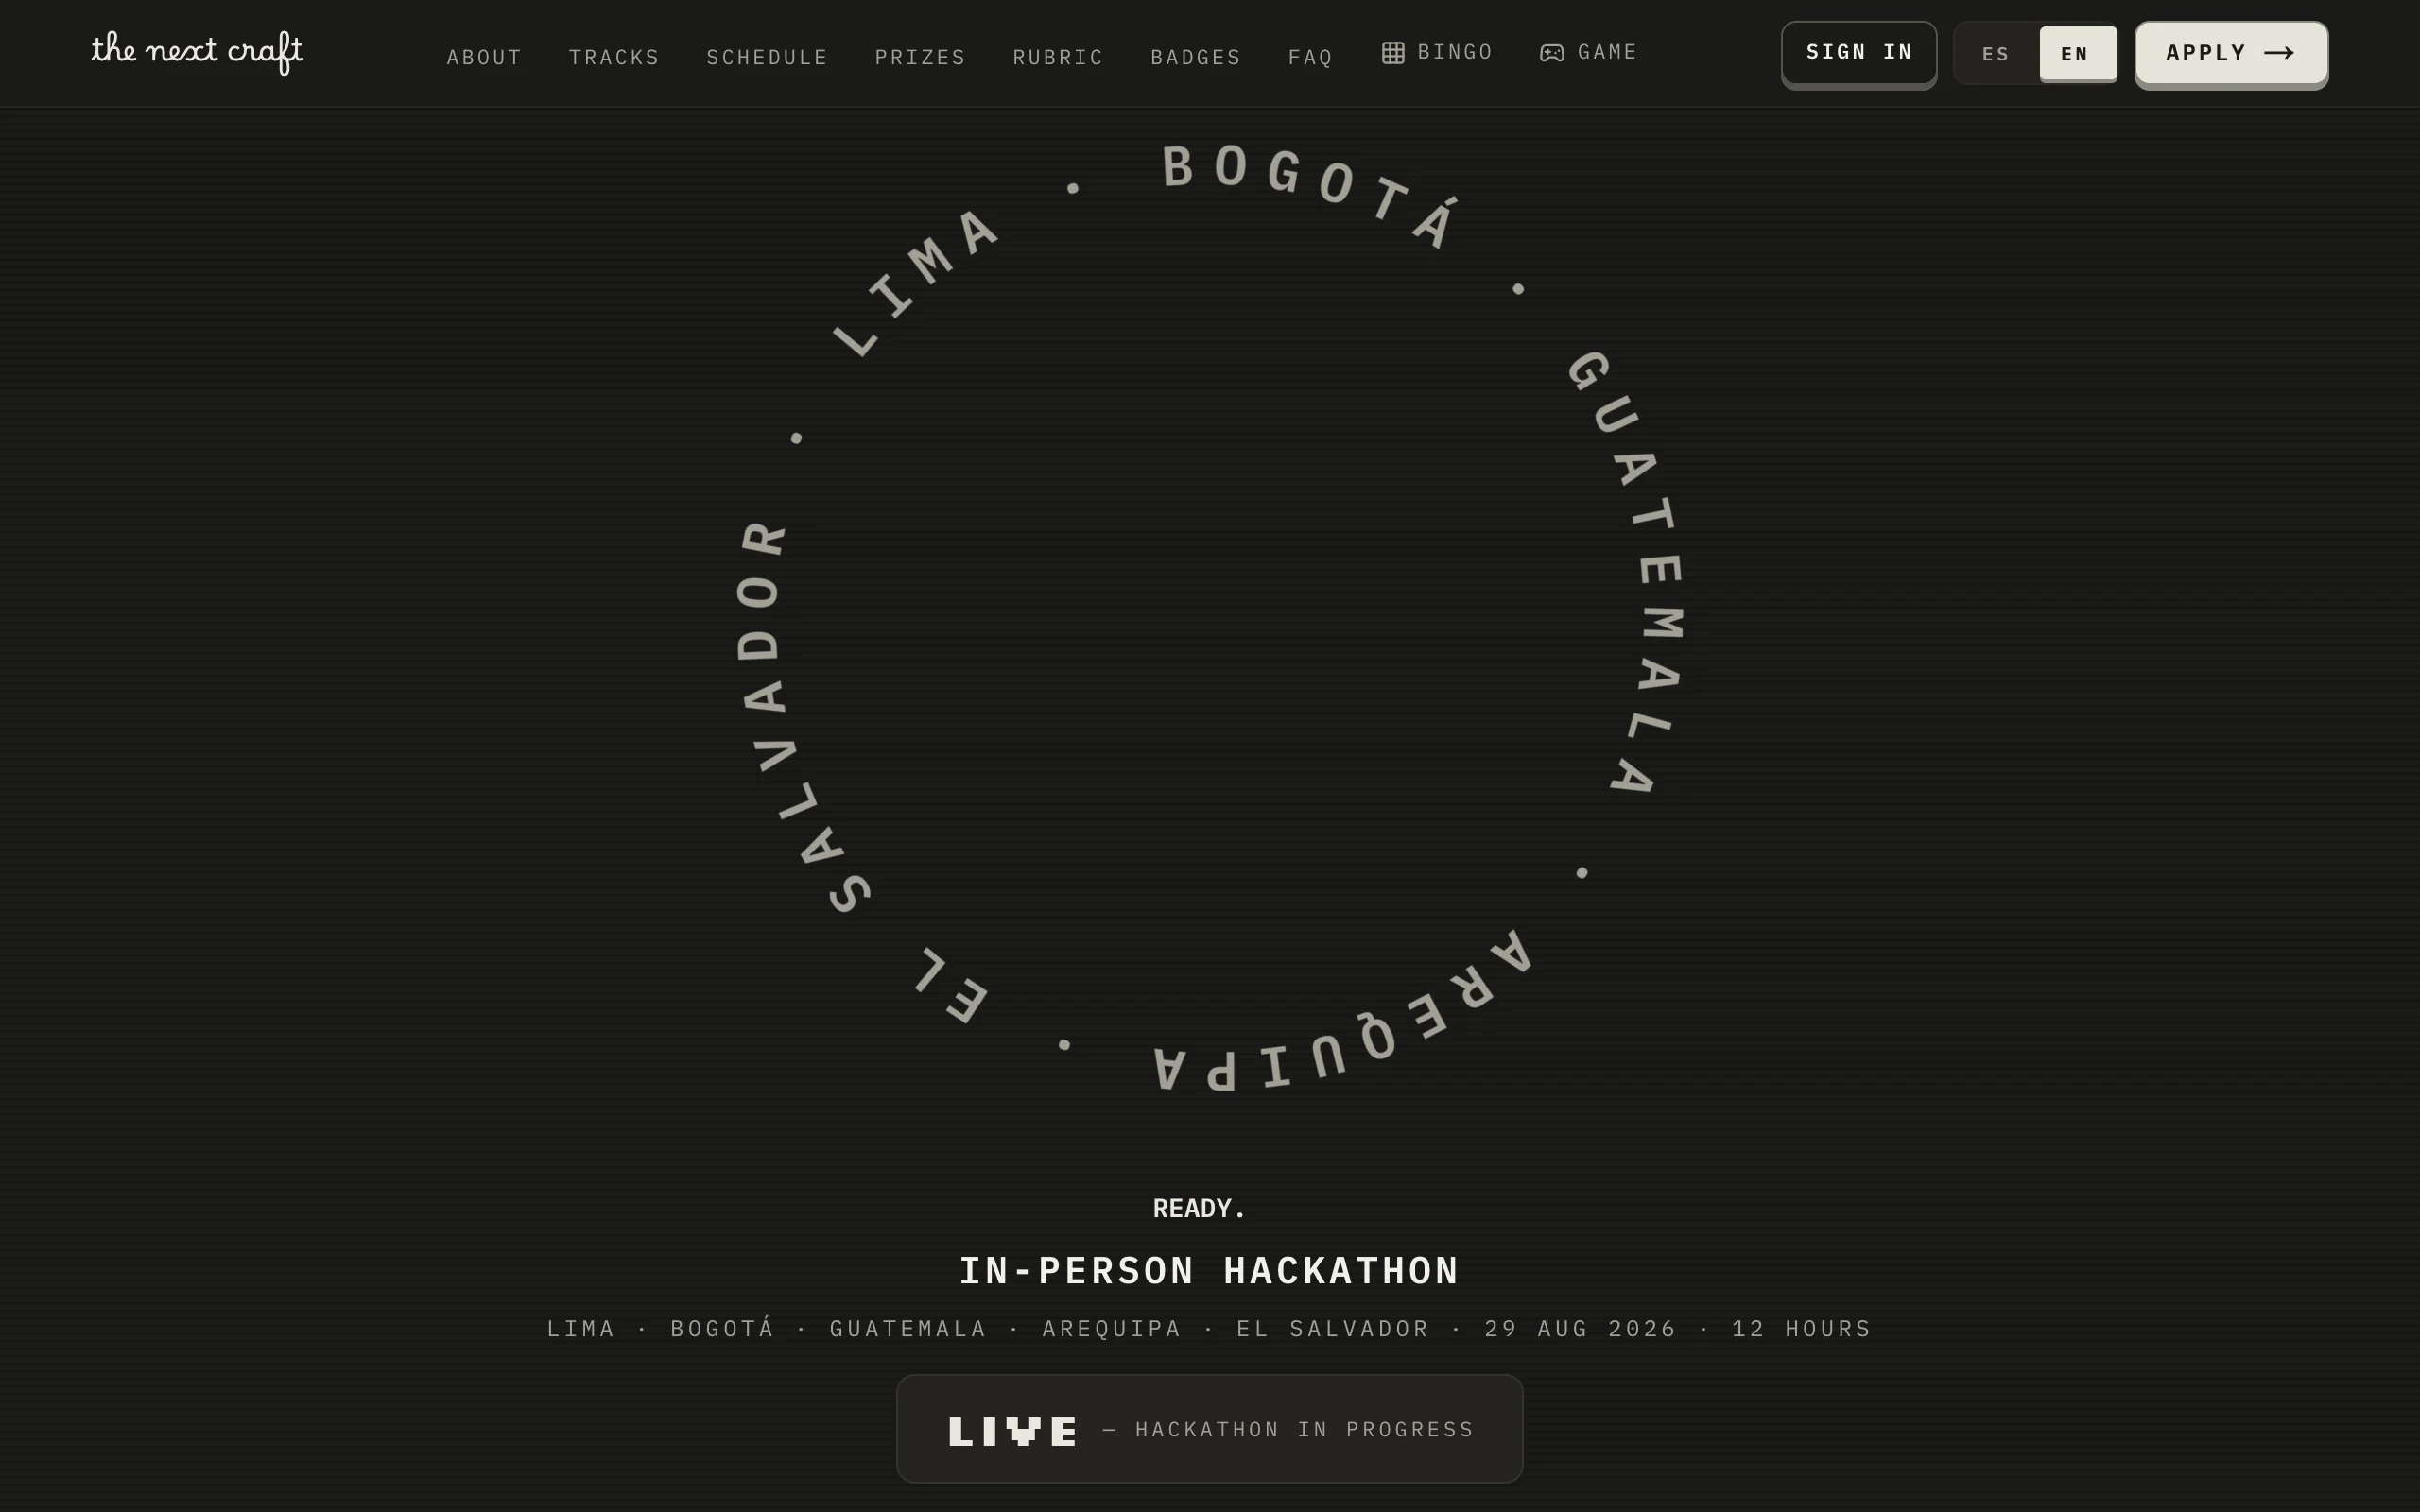 the next craft
ABOUT TRACKS SCHEDULE PRIZES RUBRIC BADGES FAQ BINGO GAME
SIGN IN ES EN APPLY →
LIMA · BOGOTÁ · GUATEMALA · AREQUIPA · EL SALVADOR ·
READY.
IN-PERSON HACKATHON
LIMA · BOGOTÁ · GUATEMALA · AREQUIPA · EL SALVADOR · 29 AUG 2026 · 12 HOURS
LIVE — HACKATHON IN PROGRESS